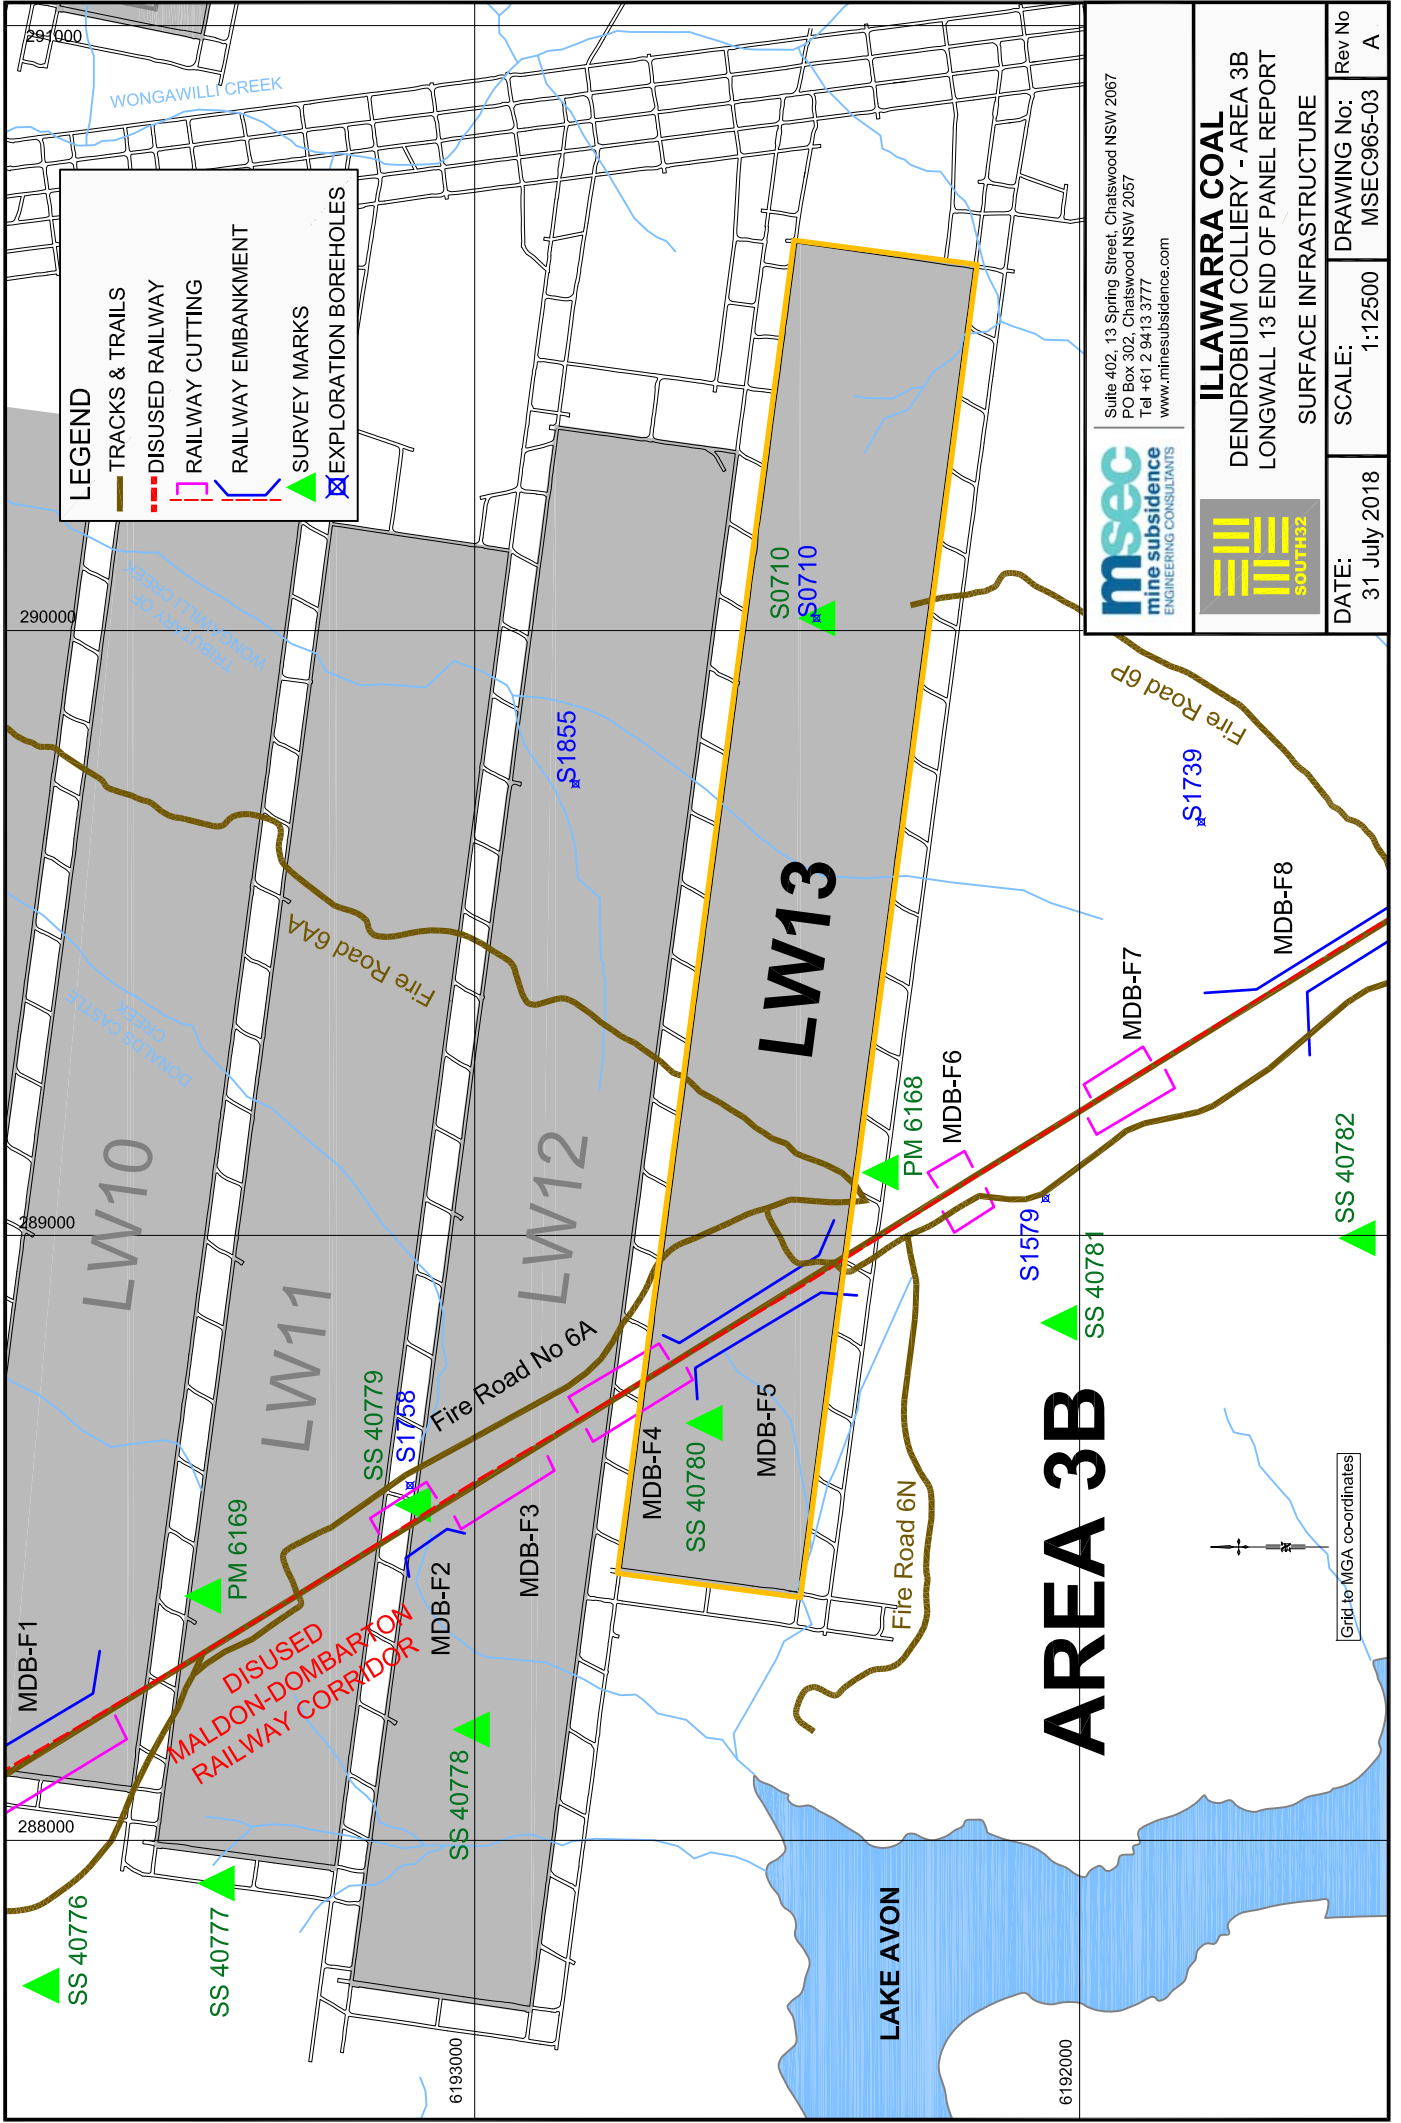 291000
290000
289000
288000
6193000
6192000
WONGAWILLI CREEK
TRIBUTARY OF
WONGAWILLI CREEK
DONALDS CASTLE
CREEK
LEGEND
TRACKS & TRAILS
DISUSED RAILWAY
RAILWAY CUTTING
RAILWAY EMBANKMENT
SURVEY MARKS
EXPLORATION BOREHOLES
LW10
LW11
LW12
LW13
Fire Road 6AA
Fire Road No 6A
Fire Road 6N
Fire Road 6P
S0710
S0710
S1855
S1739
S1579
S1758
PM 6168
PM 6169
SS 40776
SS 40777
SS 40778
SS 40779
SS 40780
SS 40781
SS 40782
MDB-F1
MDB-F2
MDB-F3
MDB-F4
MDB-F5
MDB-F6
MDB-F7
MDB-F8
DISUSED
MALDON-DOMBARTON
RAILWAY CORRIDOR
AREA 3B
LAKE AVON
Grid to MGA co-ordinates
msec
mine subsidence
ENGINEERING CONSULTANTS
Suite 402, 13 Spring Street, Chatswood NSW 2067
PO Box 302, Chatswood NSW 2057
Tel +61 2 9413 3777
www.minesubsidence.com
SOUTH32
ILLAWARRA COAL
DENDROBIUM COLLIERY - AREA 3B
LONGWALL 13 END OF PANEL REPORT
SURFACE INFRASTRUCTURE
DATE:
31 July 2018
SCALE:
1:12500
DRAWING No:
MSEC965-03
Rev No
A